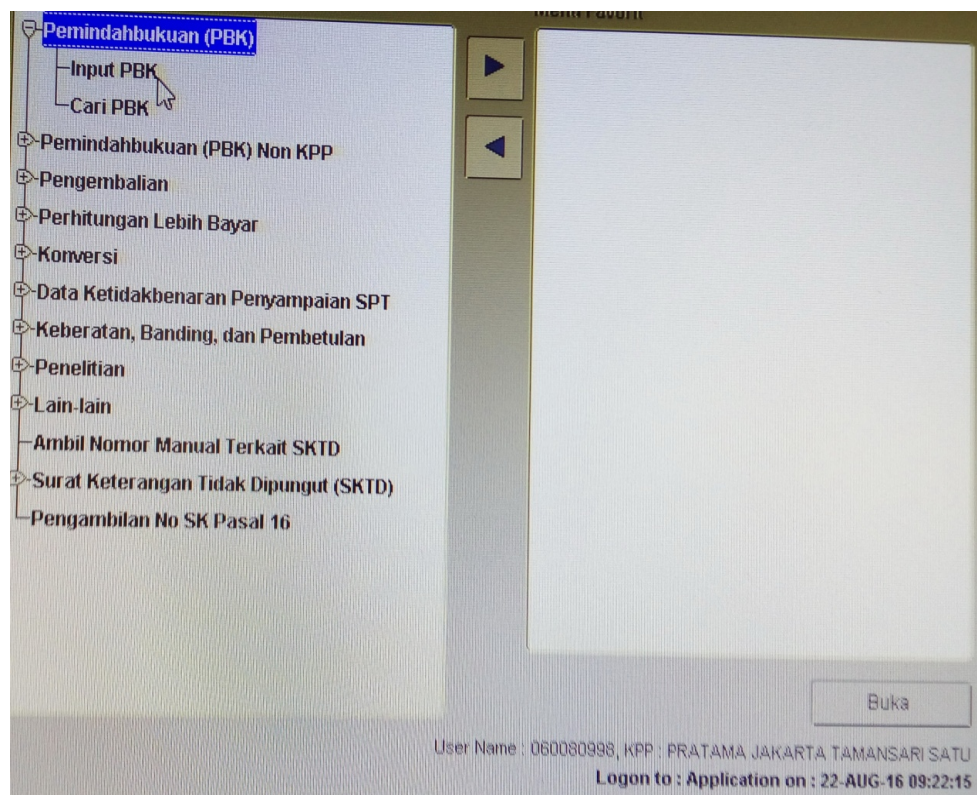 Menu Favorit
Pemindahbukuan (PBK)
Input PBK
Cari PBK
Pemindahbukuan (PBK) Non KPP
Pengembalian
Perhitungan Lebih Bayar
Konversi
Data Ketidakbenaran Penyampaian SPT
Keberatan, Banding, dan Pembetulan
Penelitian
Lain-lain
Ambil Nomor Manual Terkait SKTD
Surat Keterangan Tidak Dipungut (SKTD)
Pengambilan No SK Pasal 16
Buka
User Name : 060080998, KPP : PRATAMA JAKARTA TAMANSARI SATU
Logon to : Application on : 22-AUG-16 09:22:15